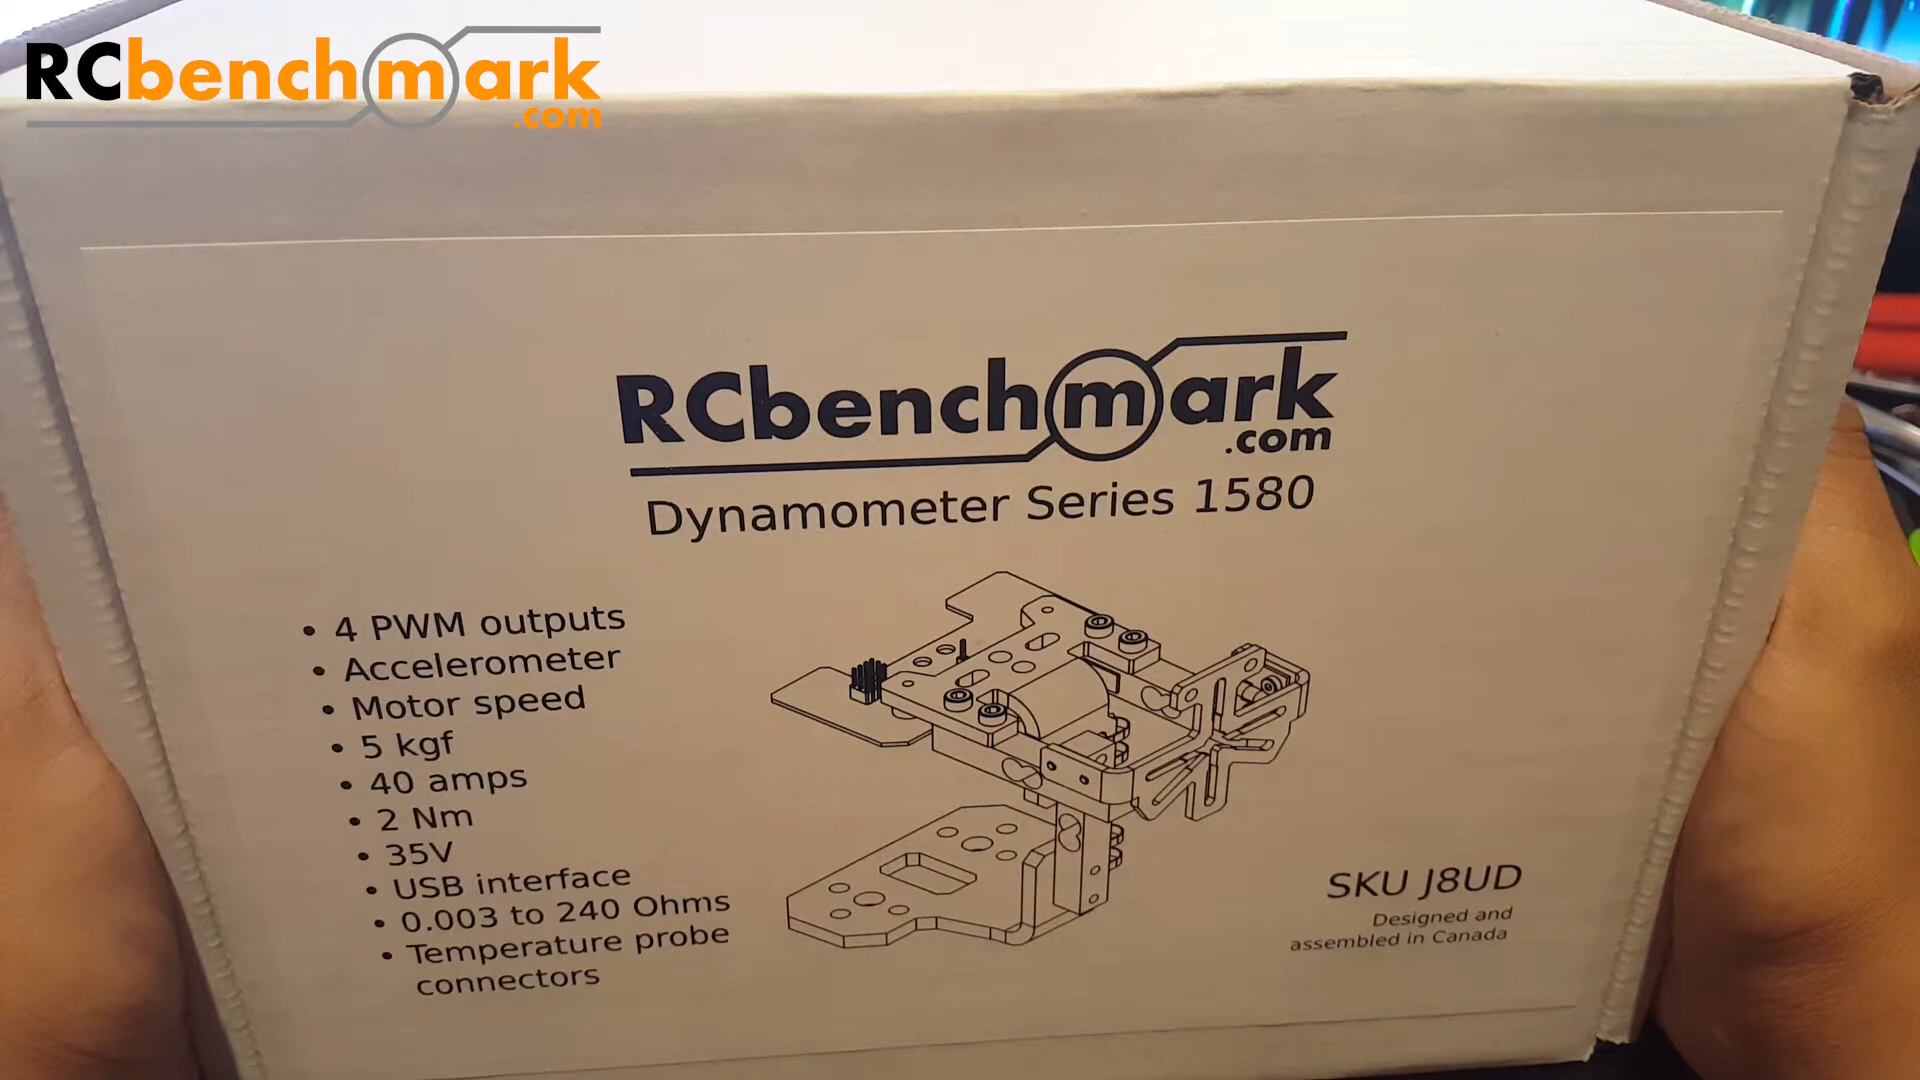 RCbenchmark
.com
RCbenchmark
.com
Dynamometer Series 1580
• 4 PWM outputs
• Accelerometer
• Motor speed
• 5 kgf
• 40 amps
• 2 Nm
• 35V
• USB interface
• 0.003 to 240 Ohms
• Temperature probe
connectors
SKU J8UD
Designed and
assembled in Canada